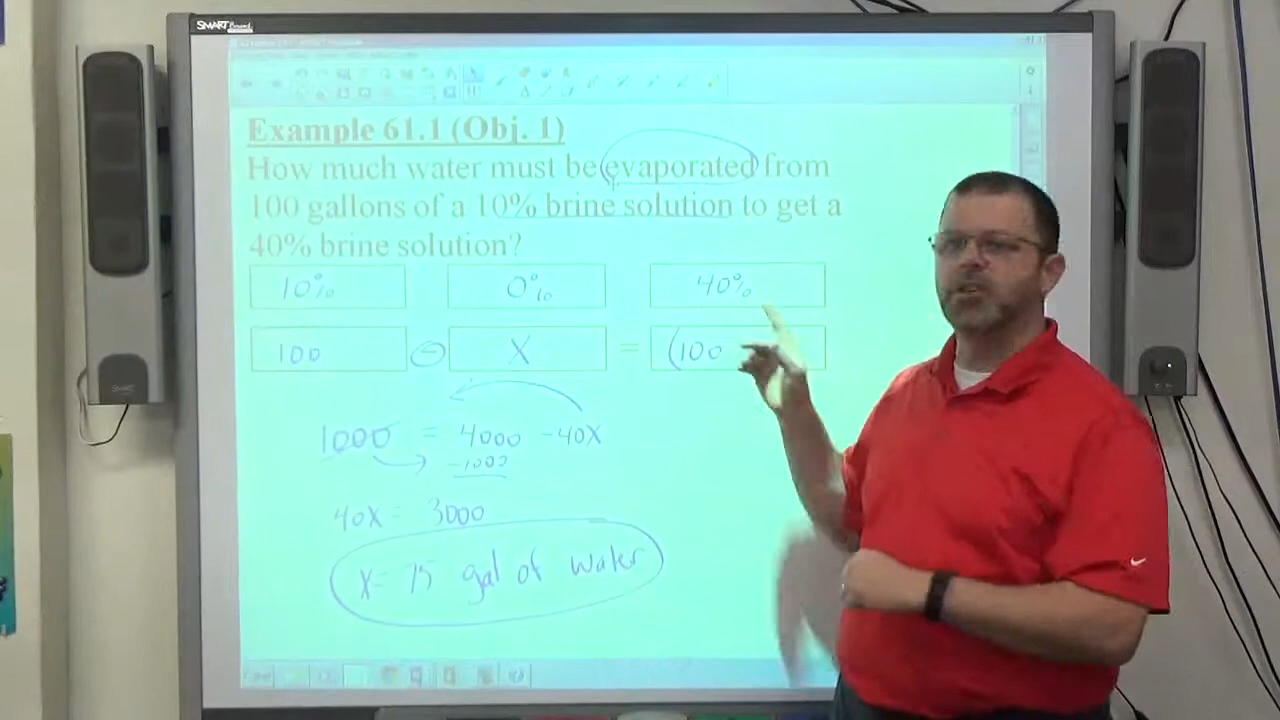 SMART Board
Example 61.1 (Obj. 1)
How much water must be evaporated from
100 gallons of a 10% brine solution to get a
40% brine solution?
10% 0% 40%
100 - X = (100
1000 = 4000 -40X
-1000
40X = 3000
X= 75 gal of water